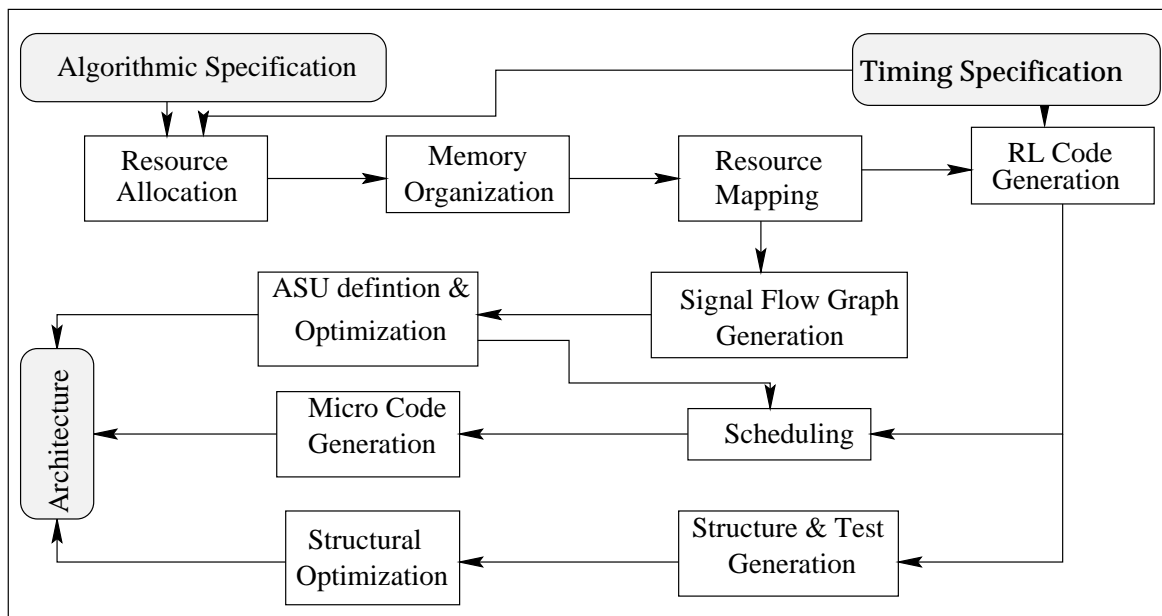 Algorithmic Specification
Timing Specification
Resource
Allocation
Memory
Organization
Resource
Mapping
RL Code
Generation
ASU defintion &
Optimization
Signal Flow Graph
Generation
Architecture
Micro Code
Generation
Scheduling
Structural
Optimization
Structure & Test
Generation